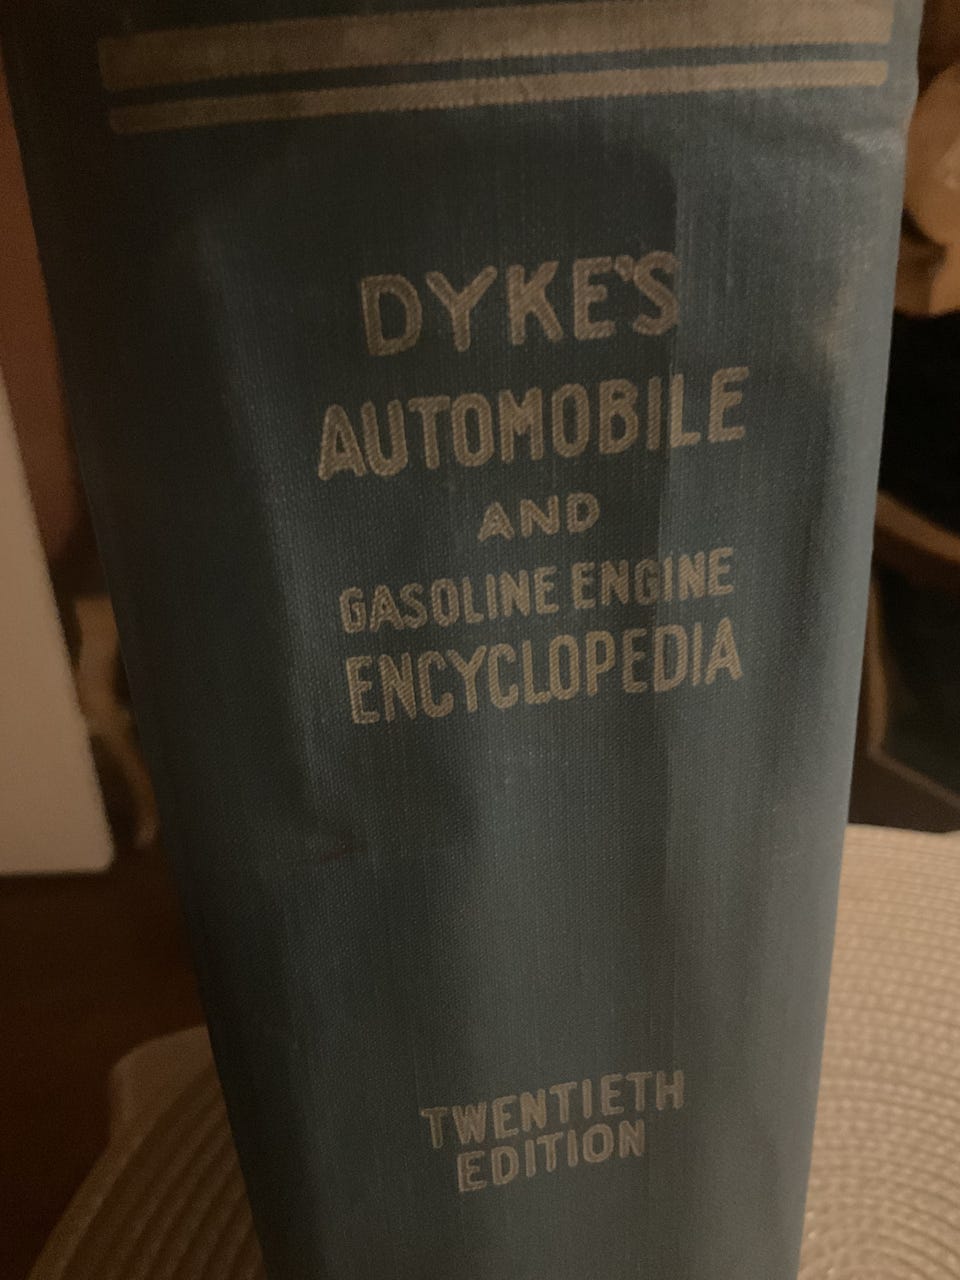 DYKE'S
AUTOMOBILE
AND
GASOLINE ENGINE
ENCYCLOPEDIA
TWENTIETH
EDITION